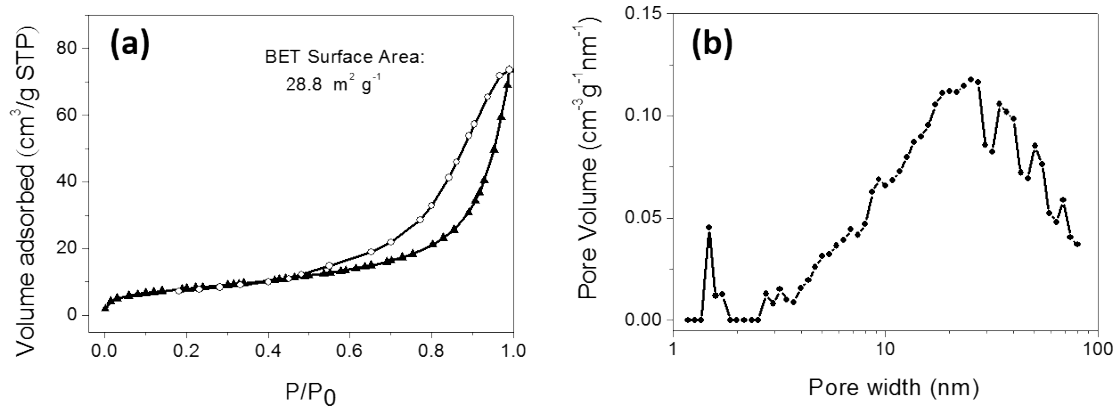 (a)
BET Surface Area:
28.8 m² g⁻¹
Volume adsorbed (cm³/g STP)
80
60
40
20
0
0.0 0.2 0.4 0.6 0.8 1.0
P/P₀
(b)
Pore Volume (cm⁻³g⁻¹nm⁻¹)
0.15
0.10
0.05
0.00
1 10 100
Pore width (nm)